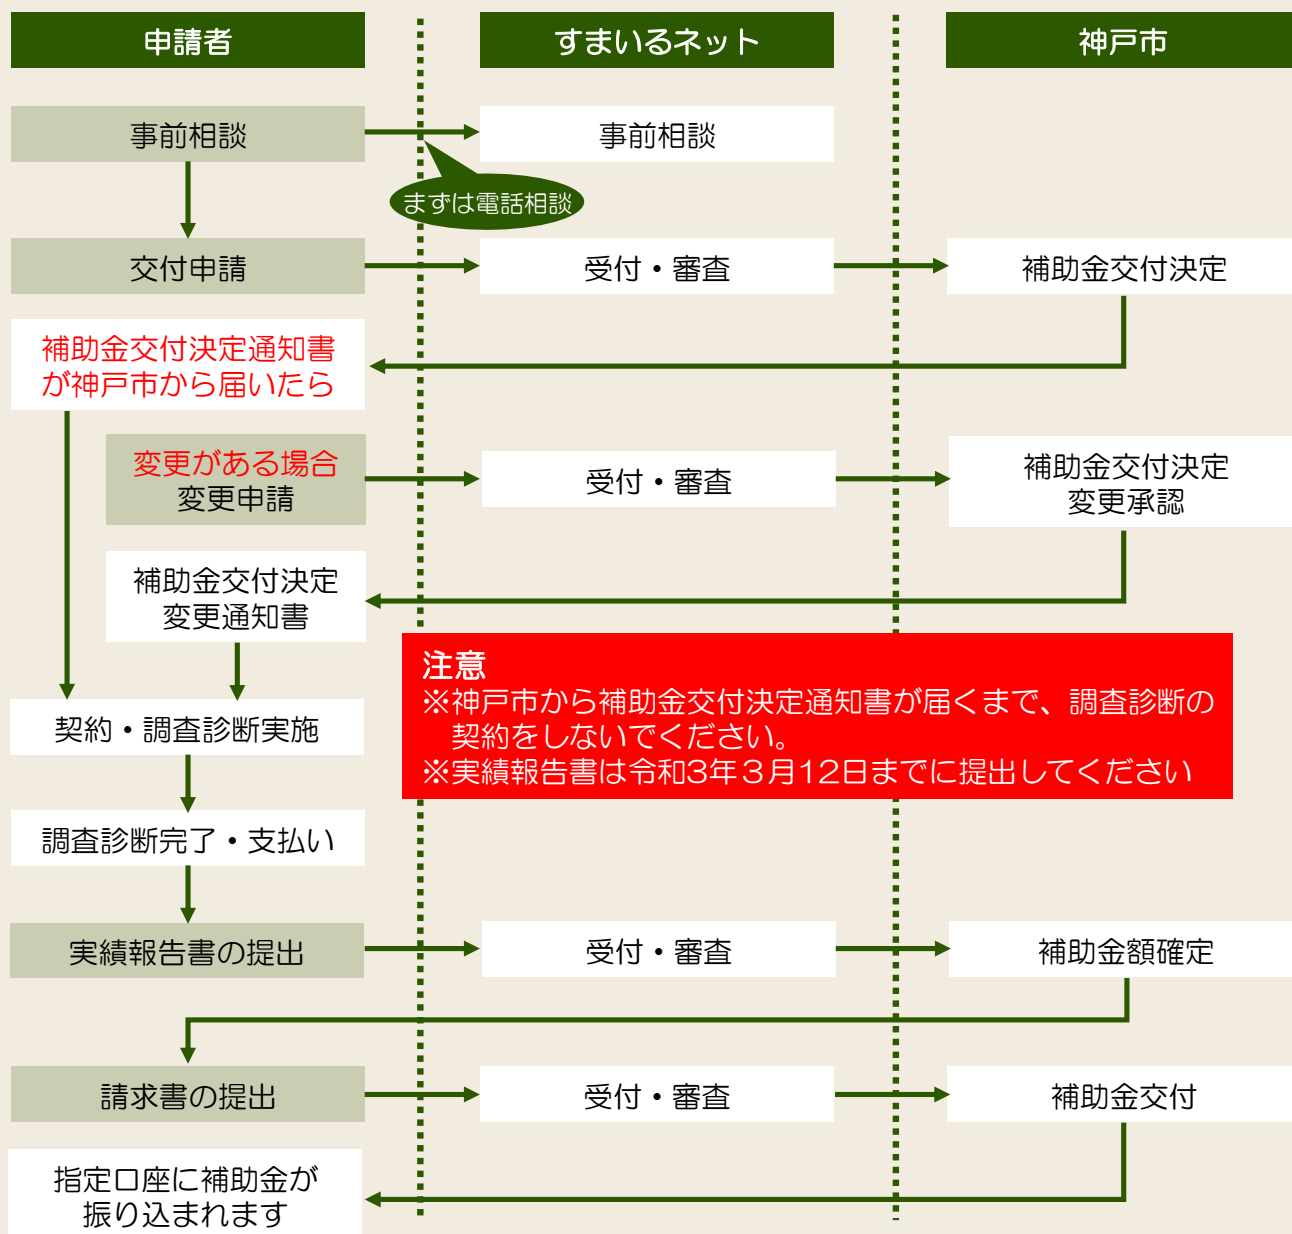 申請者
すまいるネット
神戸市
事前相談
事前相談
まずは電話相談
交付申請
受付・審査
補助金交付決定
補助金交付決定通知書
が神戸市から届いたら
変更がある場合
変更申請
受付・審査
補助金交付決定
変更承認
補助金交付決定
変更通知書
注意
※神戸市から補助金交付決定通知書が届くまで、調査診断の
契約をしないでください。
※実績報告書は令和3年３月12日までに提出してください
契約・調査診断実施
調査診断完了・支払い
実績報告書の提出
受付・審査
補助金額確定
請求書の提出
受付・審査
補助金交付
指定口座に補助金が
振り込まれます